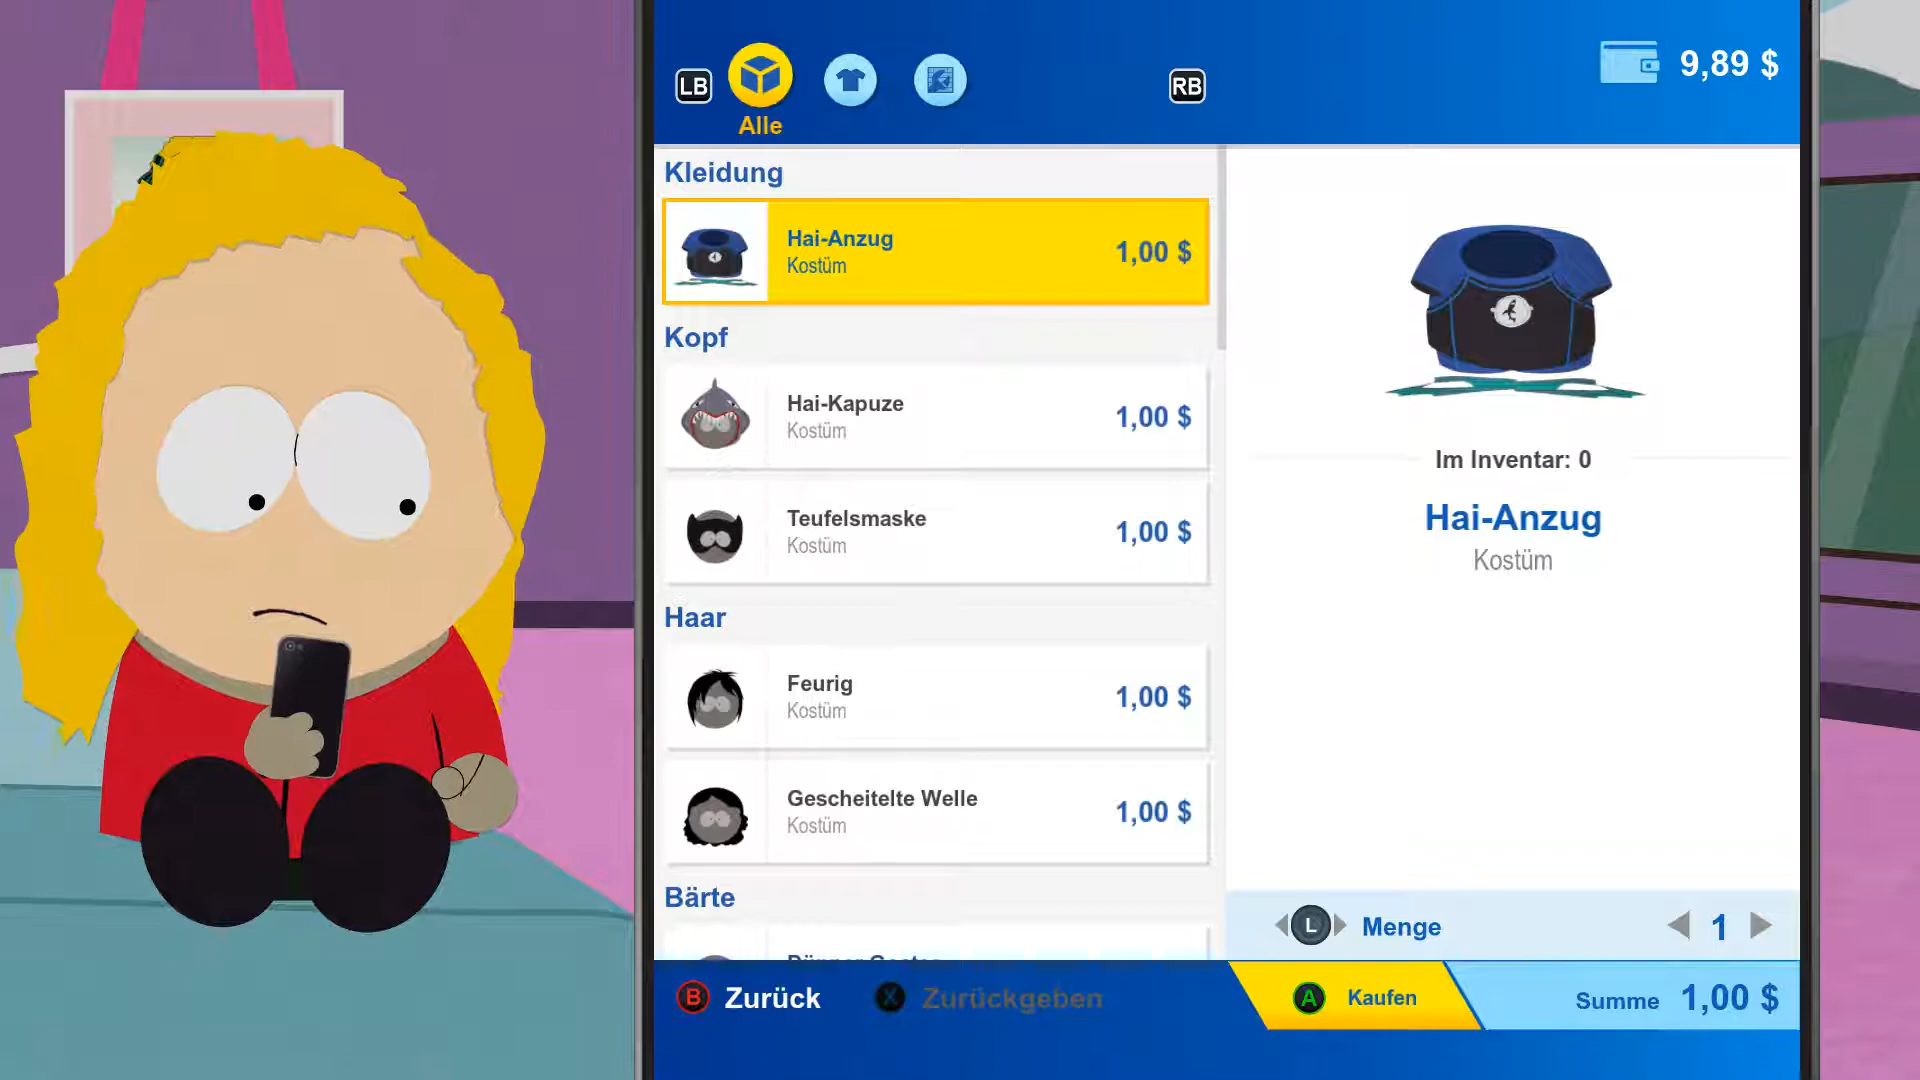 LB
RB
9,89 $
Alle
Kleidung
Hai-Anzug
Kostüm
1,00 $
Kopf
Hai-Kapuze
Kostüm
1,00 $
Teufelsmaske
Kostüm
1,00 $
Haar
Feurig
Kostüm
1,00 $
Gescheitelte Welle
Kostüm
1,00 $
Bärte
Im Inventar: 0
Hai-Anzug
Kostüm
L Menge
1
B Zurück
X Zurückgeben
A Kaufen
Summe 1,00 $